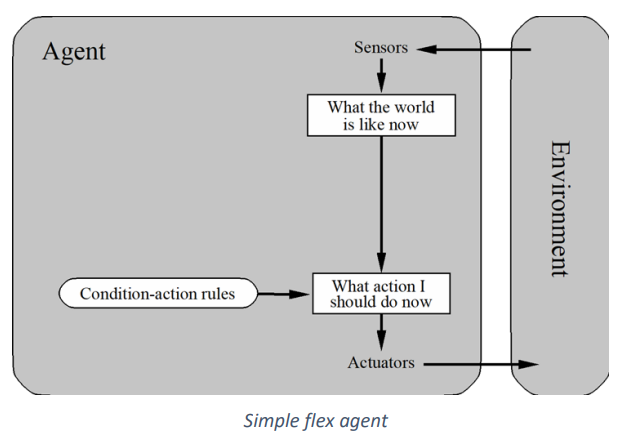 Agent
Sensors
What the world
is like now
Environment
Condition-action rules
What action I
should do now
Actuators
Simple flex agent